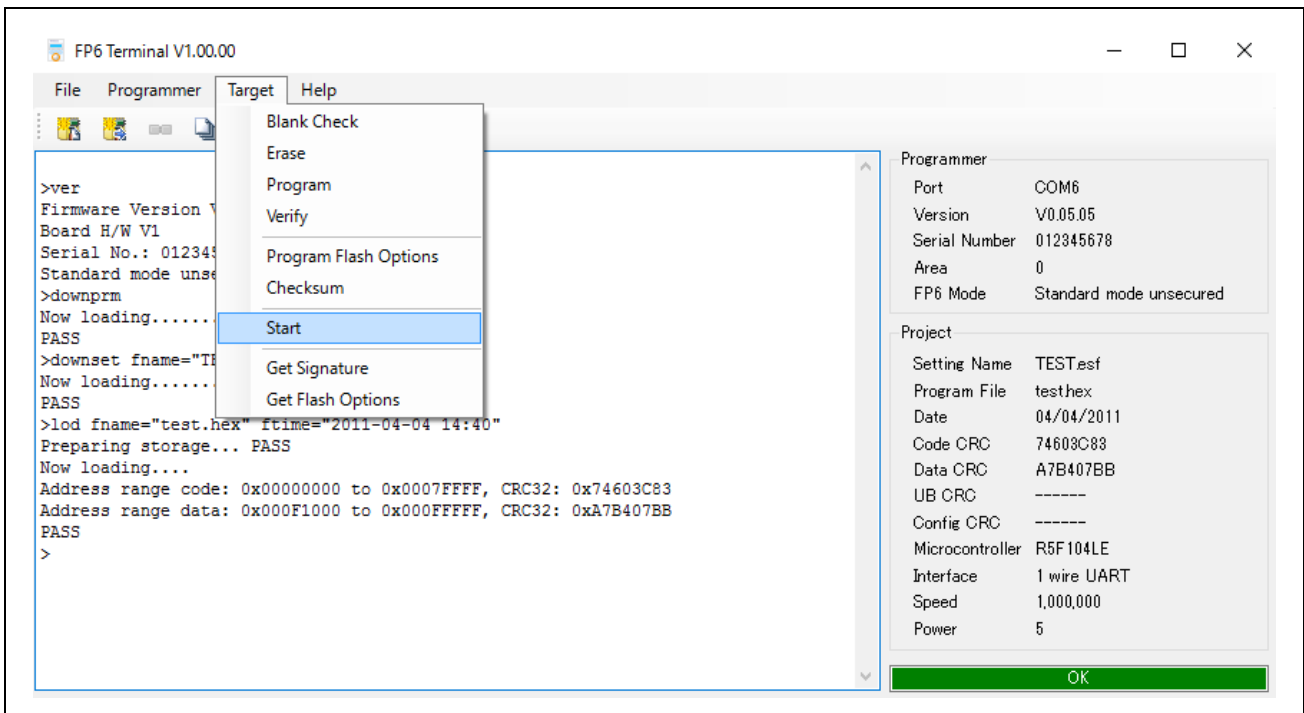 FP6 Terminal V1.00.00
File Programmer Target Help
Blank Check
Erase
Program
Verify
Program Flash Options
Checksum
Start
Get Signature
Get Flash Options
>ver
Firmware Version
Board H/W V1
Serial No.: 012345
Standard mode unse
>downprm
Now loading.......
PASS
>downset fname="TE
Now loading.......
PASS
>lod fname="test.hex" ftime="2011-04-04 14:40"
Preparing storage... PASS
Now loading....
Address range code: 0x00000000 to 0x0007FFFF, CRC32: 0x74603C83
Address range data: 0x000F1000 to 0x000FFFFF, CRC32: 0xA7B407BB
PASS
>
Programmer
Port COM6
Version V0.05.05
Serial Number 012345678
Area 0
FP6 Mode Standard mode unsecured
Project
Setting Name TEST.esf
Program File test.hex
Date 04/04/2011
Code CRC 74603C83
Data CRC A7B407BB
UB CRC ------
Config CRC ------
Microcontroller R5F104LE
Interface 1 wire UART
Speed 1,000,000
Power 5
OK